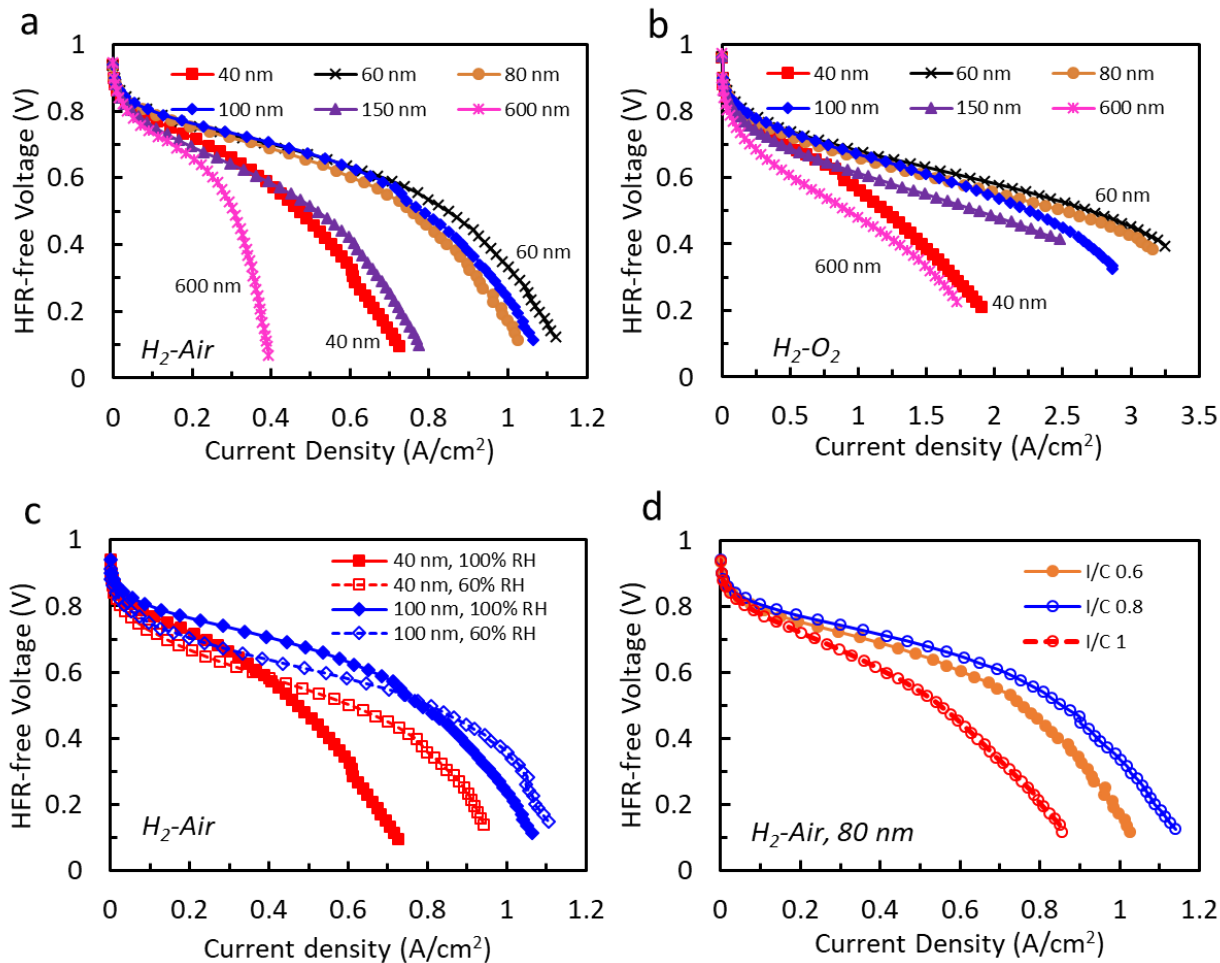 a
HFR-free Voltage (V)
1
0.8
0.6
0.4
0.2
0
40 nm 60 nm 80 nm
100 nm 150 nm 600 nm
600 nm
40 nm
60 nm
H₂-Air
0 0.2 0.4 0.6 0.8 1 1.2
Current Density (A/cm²)
b
HFR-free Voltage (V)
1
0.8
0.6
0.4
0.2
0
40 nm 60 nm 80 nm
100 nm 150 nm 600 nm
60 nm
600 nm
40 nm
H₂-O₂
0 0.5 1 1.5 2 2.5 3 3.5
Current density (A/cm²)
c
HFR-free Voltage (V)
1
0.8
0.6
0.4
0.2
0
40 nm, 100% RH
40 nm, 60% RH
100 nm, 100% RH
100 nm, 60% RH
H₂-Air
0 0.2 0.4 0.6 0.8 1 1.2
Current density (A/cm²)
d
HFR-free Voltage (V)
1
0.8
0.6
0.4
0.2
0
I/C 0.6
I/C 0.8
I/C 1
H₂-Air, 80 nm
0 0.2 0.4 0.6 0.8 1 1.2
Current Density (A/cm²)